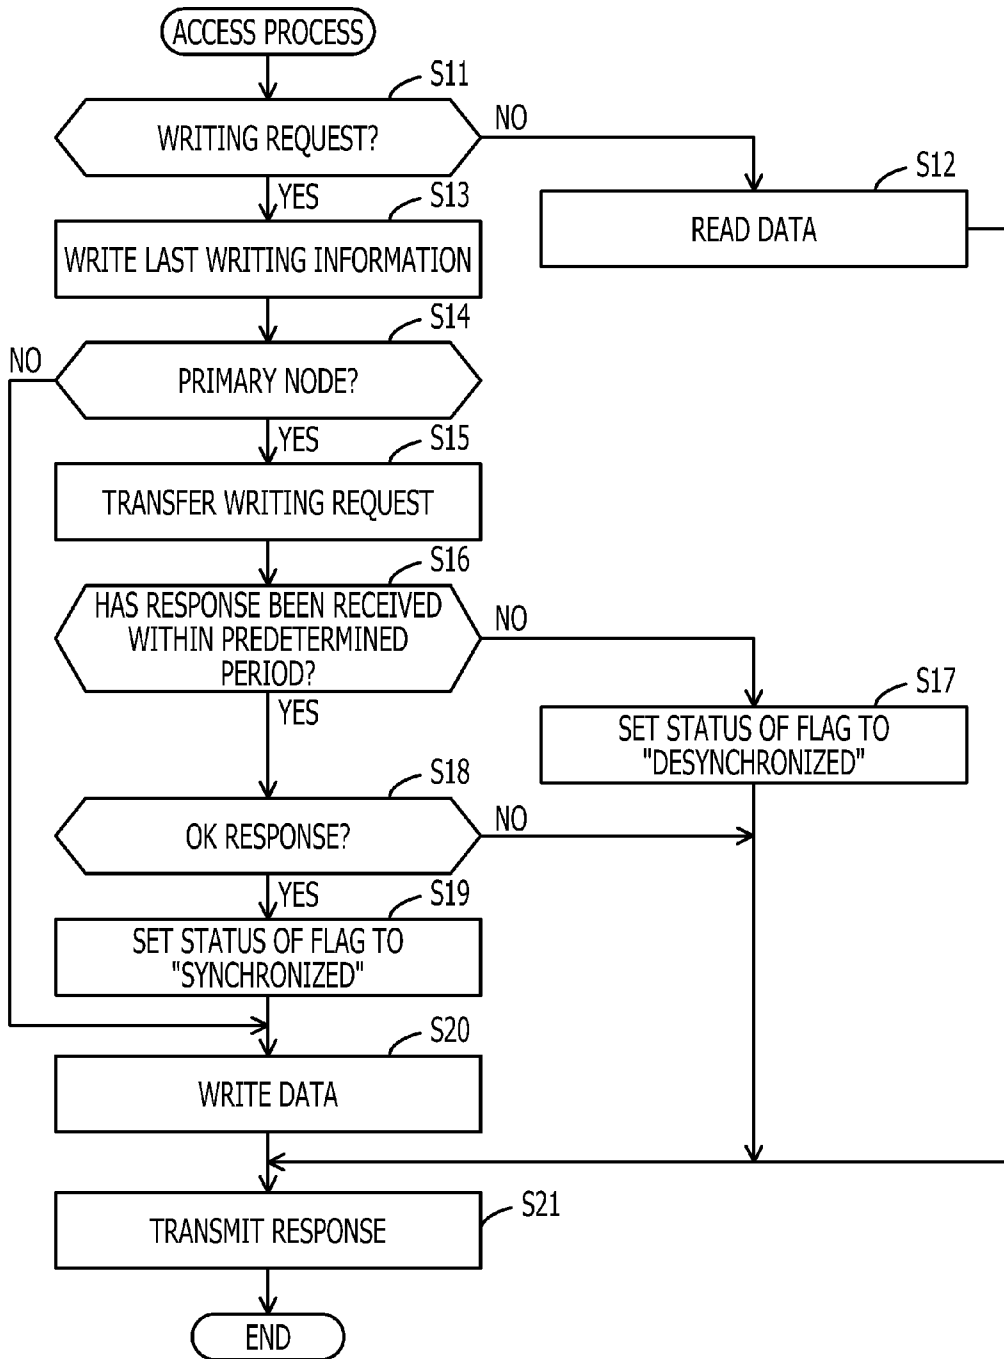 ACCESS PROCESS
S11
WRITING REQUEST?
NO
YES
S12
READ DATA
S13
WRITE LAST WRITING INFORMATION
S14
NO
PRIMARY NODE?
YES
S15
TRANSFER WRITING REQUEST
S16
HAS RESPONSE BEEN RECEIVED
WITHIN PREDETERMINED
PERIOD?
NO
YES
S17
SET STATUS OF FLAG TO
"DESYNCHRONIZED"
S18
OK RESPONSE?
NO
YES
S19
SET STATUS OF FLAG TO
"SYNCHRONIZED"
S20
WRITE DATA
S21
TRANSMIT RESPONSE
END